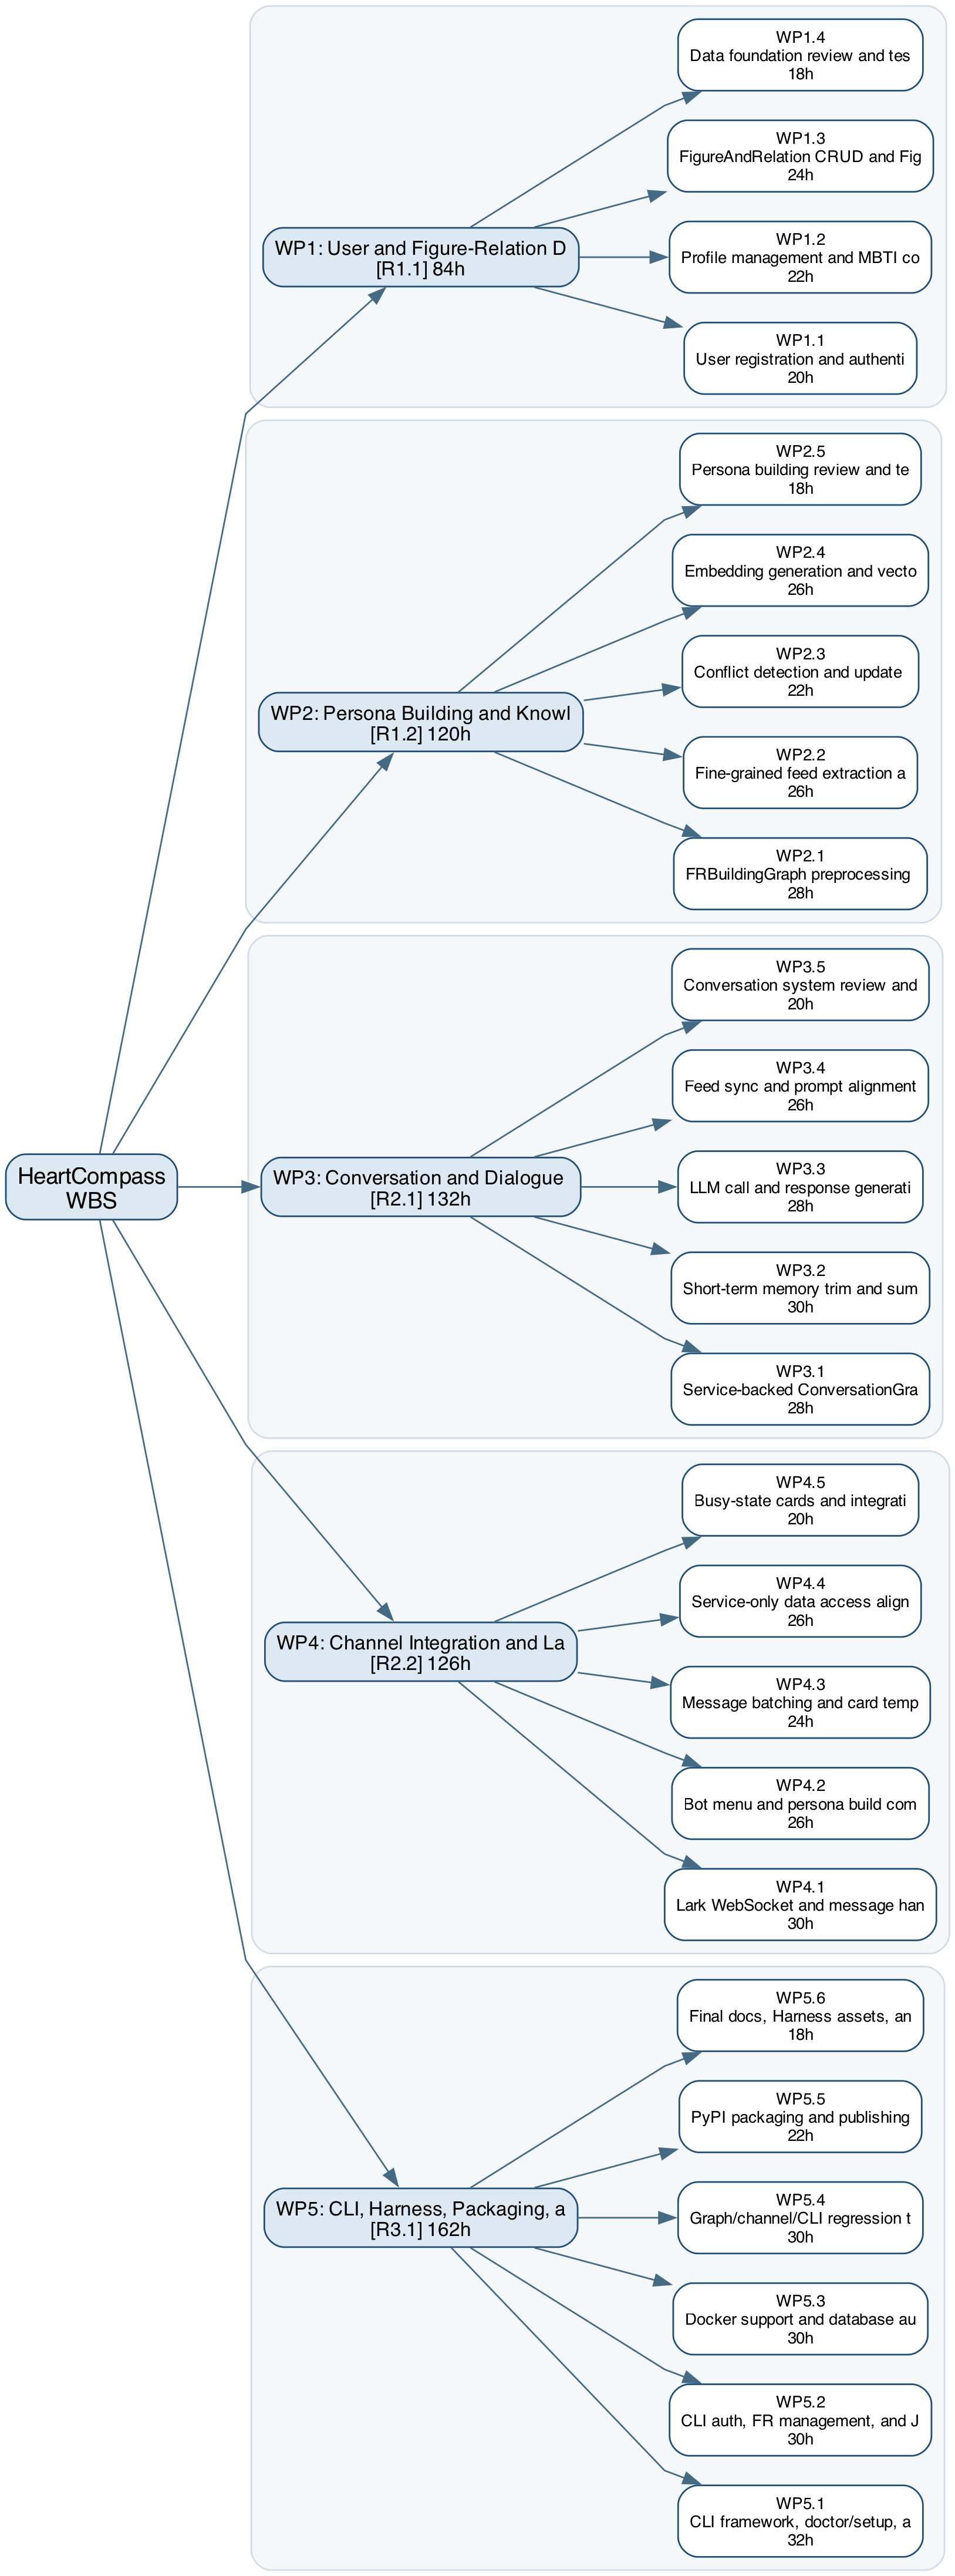 HeartCompass
WBS
WP1: User and Figure-Relation D
[R1.1] 84h
WP1.4
Data foundation review and tes
18h
WP1.3
FigureAndRelation CRUD and Fig
24h
WP1.2
Profile management and MBTI co
22h
WP1.1
User registration and authenti
20h
WP2: Persona Building and Knowl
[R1.2] 120h
WP2.5
Persona building review and te
18h
WP2.4
Embedding generation and vecto
26h
WP2.3
Conflict detection and update
22h
WP2.2
Fine-grained feed extraction a
26h
WP2.1
FRBuildingGraph preprocessing
28h
WP3: Conversation and Dialogue
[R2.1] 132h
WP3.5
Conversation system review and
20h
WP3.4
Feed sync and prompt alignment
26h
WP3.3
LLM call and response generati
28h
WP3.2
Short-term memory trim and sum
30h
WP3.1
Service-backed ConversationGra
28h
WP4: Channel Integration and La
[R2.2] 126h
WP4.5
Busy-state cards and integrati
20h
WP4.4
Service-only data access align
26h
WP4.3
Message batching and card temp
24h
WP4.2
Bot menu and persona build com
26h
WP4.1
Lark WebSocket and message han
30h
WP5: CLI, Harness, Packaging, a
[R3.1] 162h
WP5.6
Final docs, Harness assets, an
18h
WP5.5
PyPI packaging and publishing
22h
WP5.4
Graph/channel/CLI regression t
30h
WP5.3
Docker support and database au
30h
WP5.2
CLI auth, FR management, and J
30h
WP5.1
CLI framework, doctor/setup, a
32h